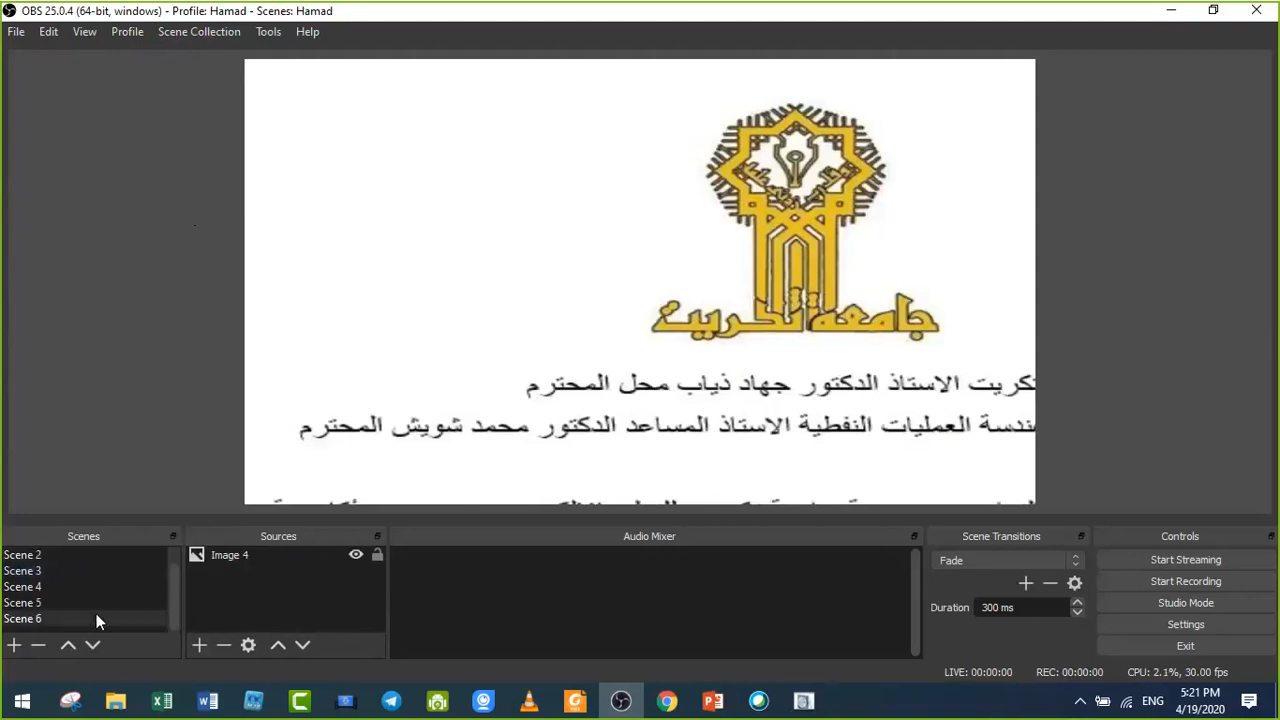 OBS 25.0.4 (64-bit, windows) - Profile: Hamad - Scenes: Hamad
File Edit View Profile Scene Collection Tools Help
جامعة تكريت
تكريت الاستاذ الدكتور جهاد ذياب محل المحترم
ندسة العمليات النفطية الاستاذ المساعد الدكتور محمد شويش المحترم
Scenes
Scene 2
Scene 3
Scene 4
Scene 5
Scene 6
Sources
Image 4
Audio Mixer
Scene Transitions
Fade
Duration 300 ms
Controls
Start Streaming
Start Recording
Studio Mode
Settings
Exit
LIVE: 00:00:00 REC: 00:00:00 CPU: 2.1%, 30.00 fps
ENG
5:21 PM
4/19/2020